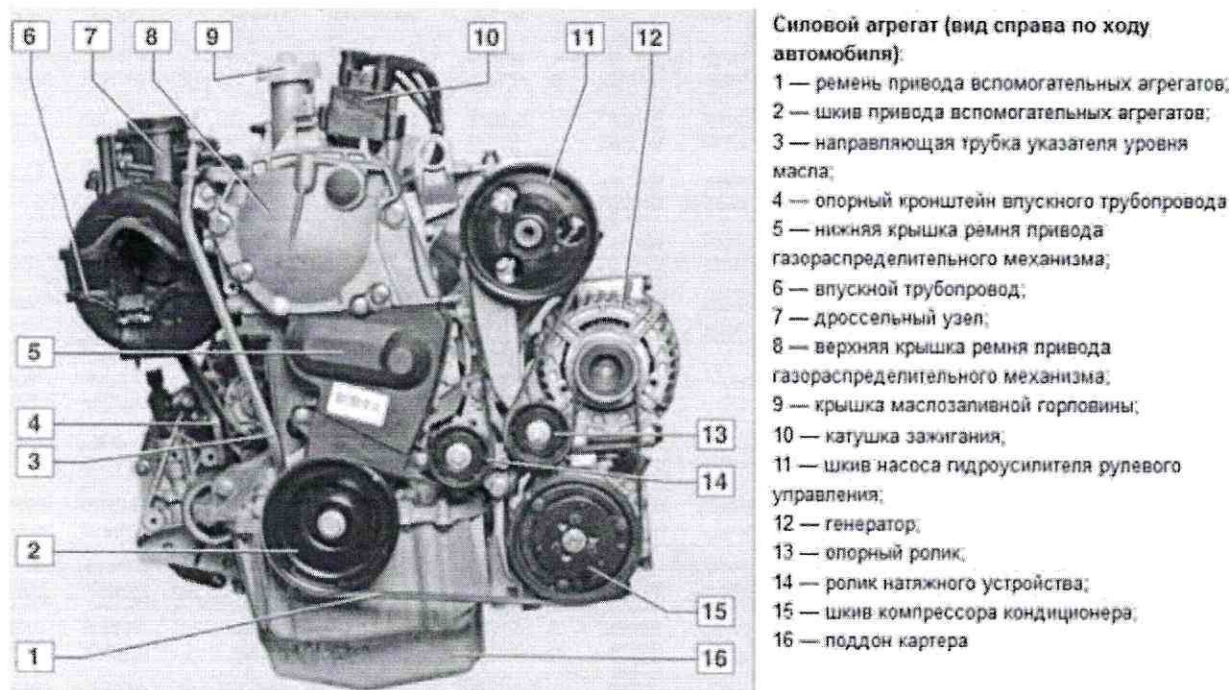 6
7
8
9
10
11
12
5
4
3
2
1
13
14
15
16
Силовой агрегат (вид справа по ходу
автомобиля):
1 — ремень привода вспомогательных агрегатов;
2 — шкив привода вспомогательных агрегатов;
3 — направляющая трубка указателя уровня
масла;
4 — опорный кронштейн впускного трубопровода
5 — нижняя крышка ремня привода
газораспределительного механизма;
6 — впускной трубопровод;
7 — дроссельный узел;
8 — верхняя крышка ремня привода
газораспределительного механизма;
9 — крышка маслозаливной горловины;
10 — катушка зажигания;
11 — шкив насоса гидроусилителя рулевого
управления;
12 — генератор;
13 — опорный ролик;
14 — ролик натяжного устройства;
15 — шкив компрессора кондиционера;
16 — поддон картера